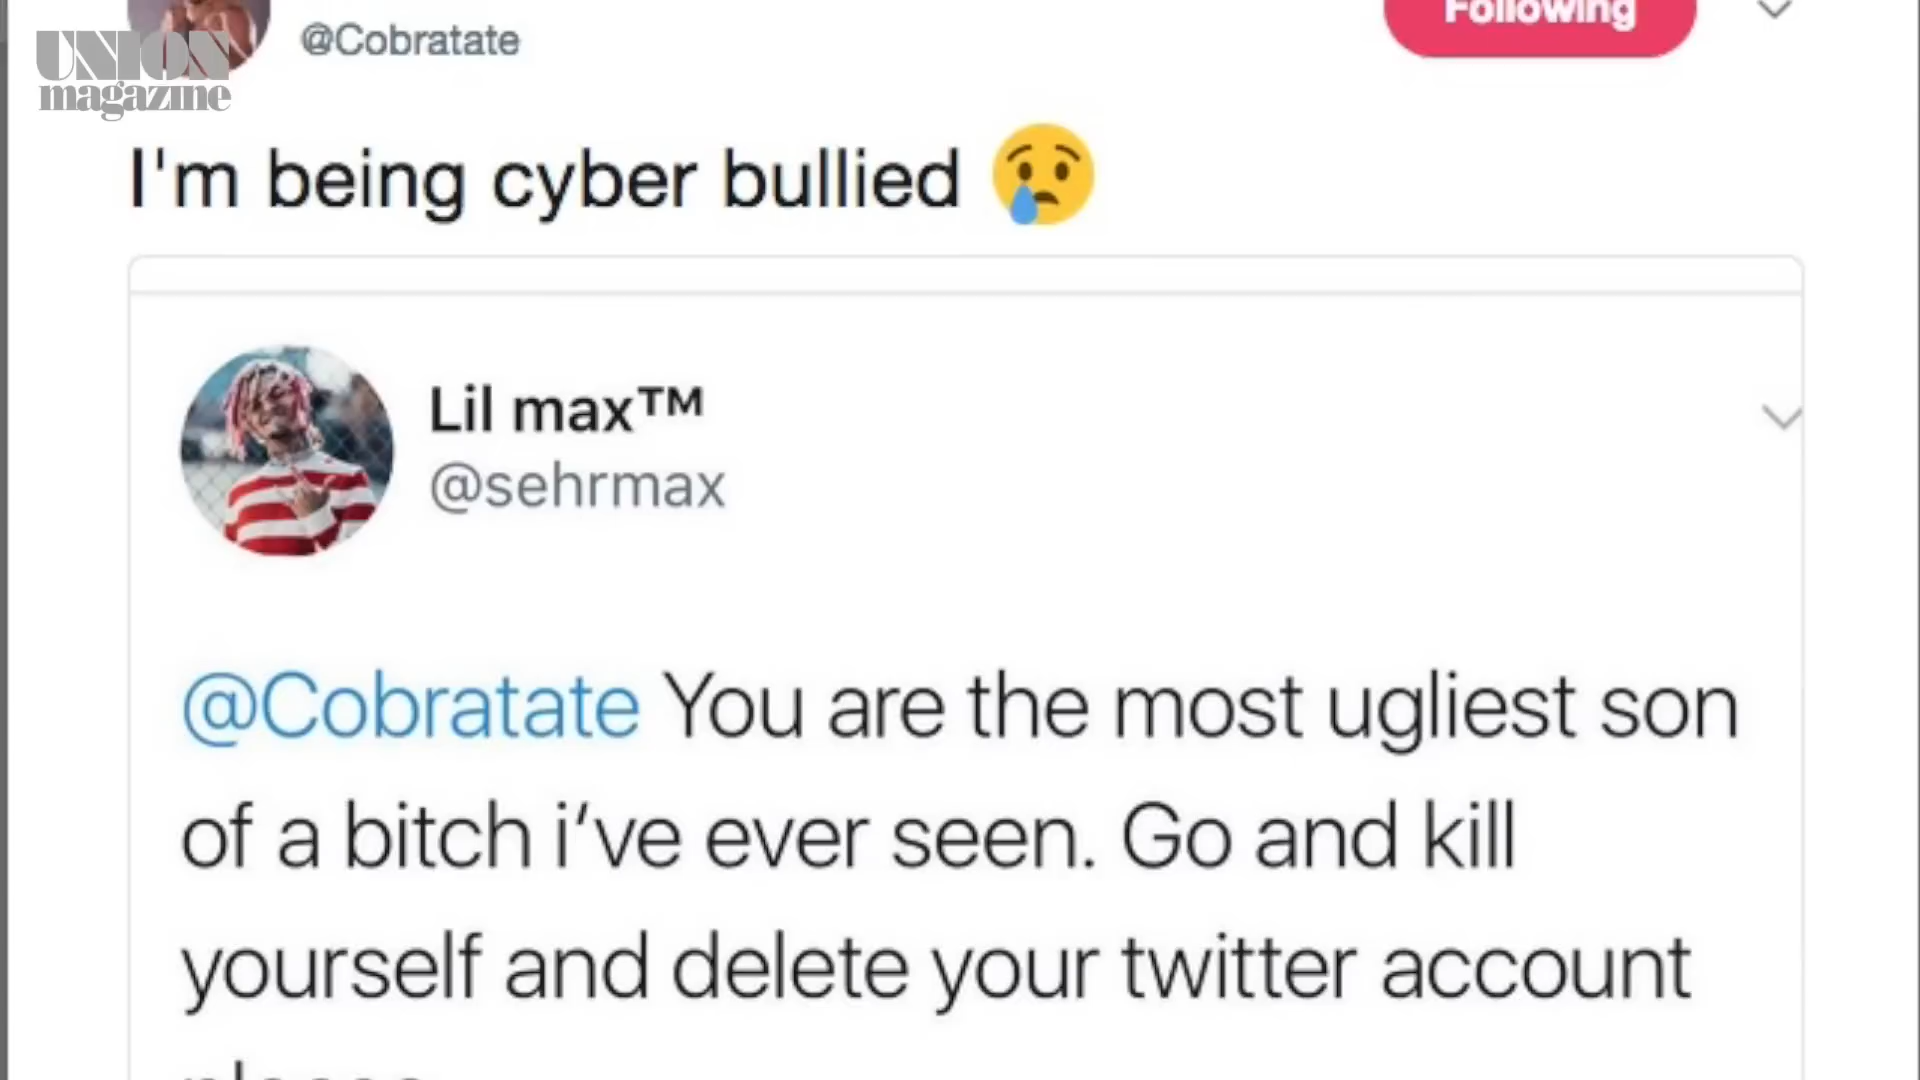 UNION
magazine
@Cobratate
Following
I'm being cyber bullied 😢
Lil max™
@sehrmax
@Cobratate You are the most ugliest son
of a bitch i've ever seen. Go and kill
yourself and delete your twitter account